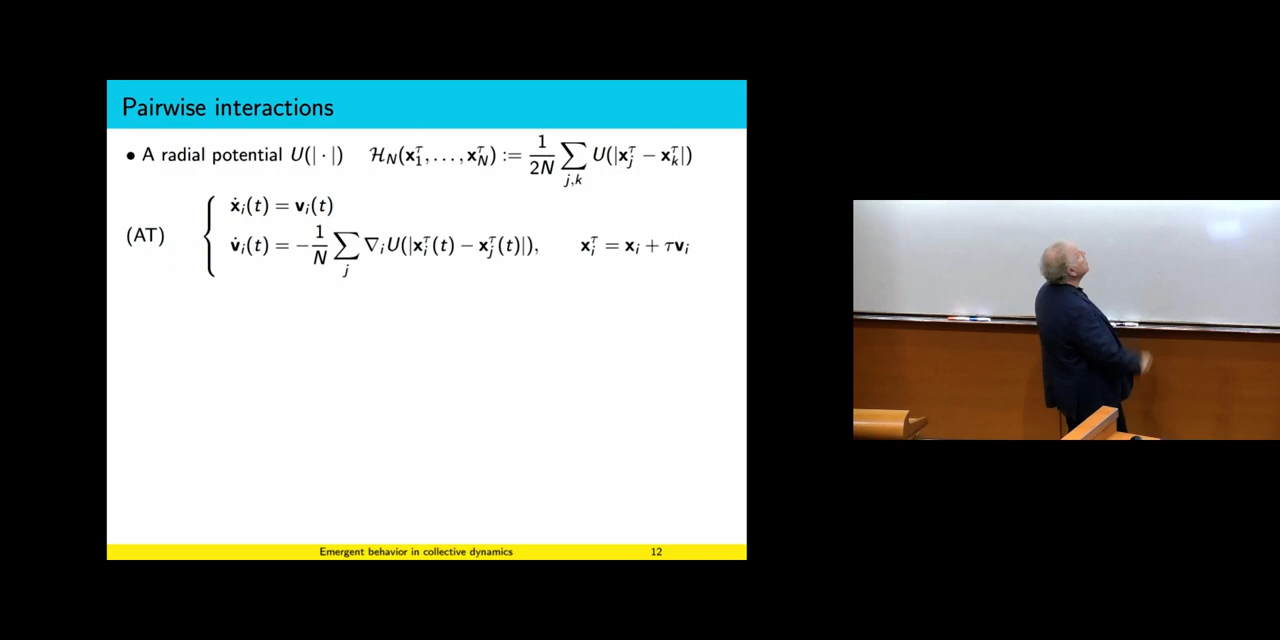 Pairwise interactions
• A radial potential U(| · |) ℋ_N(𝐱₁^τ, . . . , 𝐱_N^τ) := 1/2N ∑_{j,k} U(|𝐱_j^τ − 𝐱_k^τ|)
(AT) { 𝐱̇_i(t) = 𝐯_i(t)
𝐯̇_i(t) = −1/N ∑_j ∇_i U(|𝐱_i^τ(t) − 𝐱_j^τ(t)|), 𝐱_i^τ = 𝐱_i + τ𝐯_i
Emergent behavior in collective dynamics 12